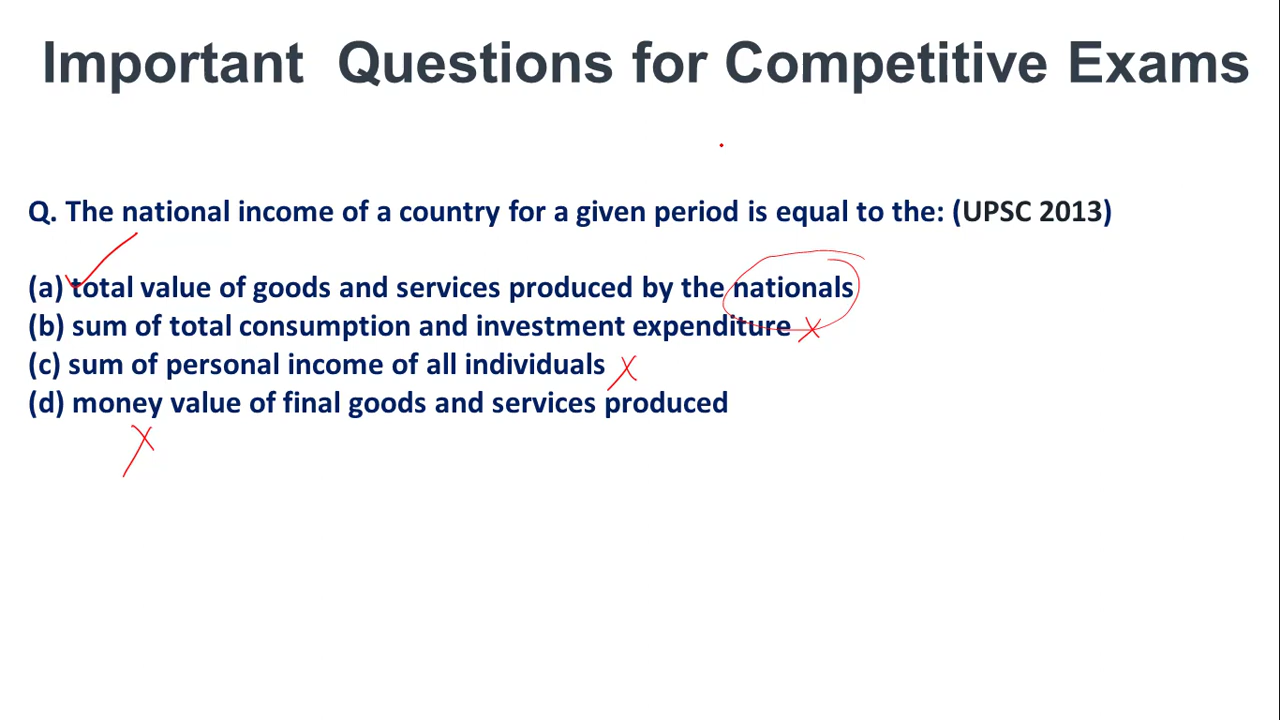 Important Questions for Competitive Exams
Q. The national income of a country for a given period is equal to the: (UPSC 2013)
(a) total value of goods and services produced by the nationals
(b) sum of total consumption and investment expenditure
(c) sum of personal income of all individuals
(d) money value of final goods and services produced